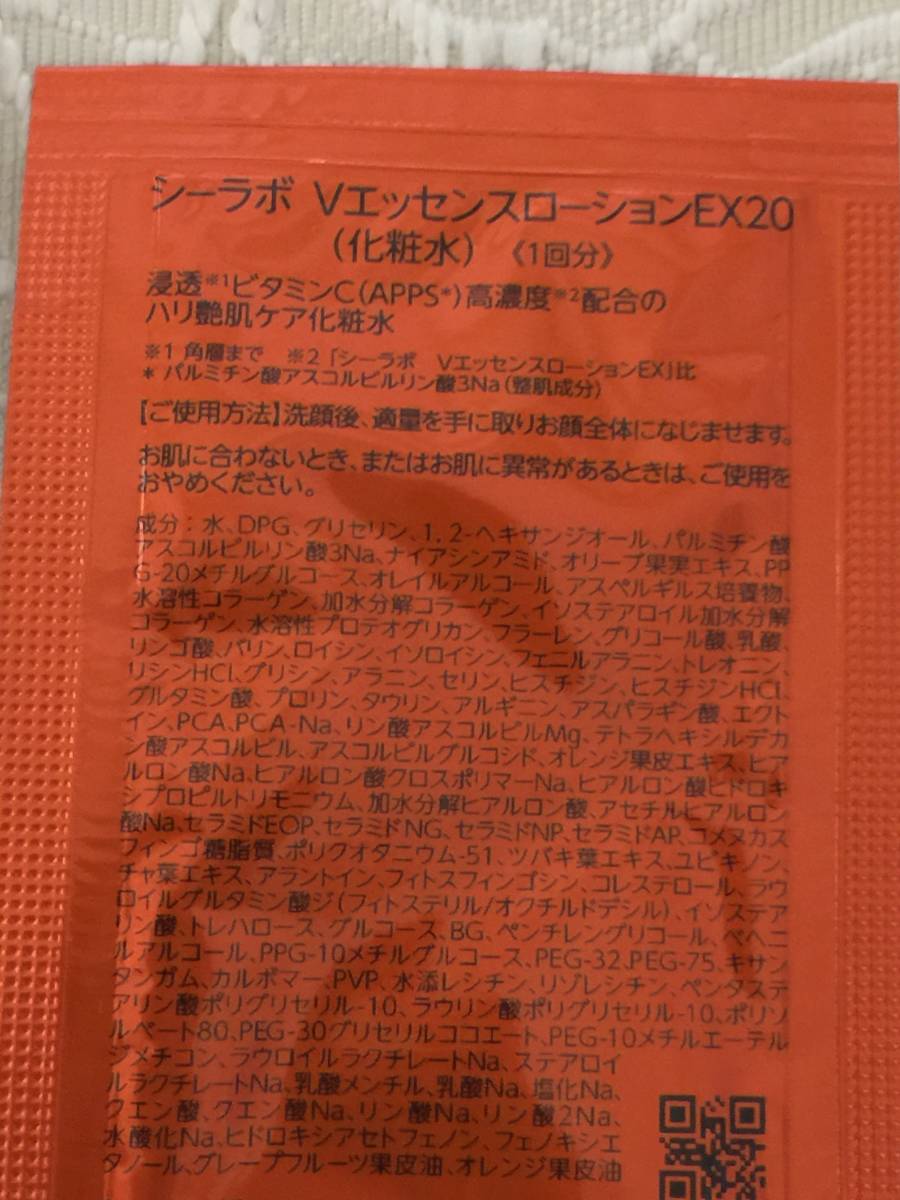 シーラボ VエッセンスローションEX20
(化粧水) 《1回分》
浸透※1ビタミンC(APPS*)高濃度※2配合の
ハリ艶肌ケア化粧水
※1 角層まで ※2「シーラボ VエッセンスローションEX」比
* パルミチン酸アスコルビルリン酸3Na(整肌成分)
【ご使用方法】洗顔後、適量を手に取りお顔全体になじませます。
お肌に合わないとき、またはお肌に異常があるときは、ご使用を
おやめください。
成分:水、DPG、グリセリン、1,2-ヘキサンジオール、パルミチン酸
アスコルビルリン酸3Na、ナイアシンアミド、オリーブ果実エキス、PP
G-20メチルグルコース、オレイルアルコール、アスペルギルス培養物、
水溶性コラーゲン、加水分解コラーゲン、イソステアロイル加水分解
コラーゲン、水溶性プロテオグリカン、フラーレン、グリコール酸、乳酸、
リンゴ酸、バリン、ロイシン、イソロイシン、フェニルアラニン、トレオニン、
リシンHCl、グリシン、アラニン、セリン、ヒスチジン、ヒスチジンHCl、
グルタミン酸、プロリン、タウリン、アルギニン、アスパラギン酸、エクト
イン、PCA、PCA-Na、リン酸アスコルビルMg、テトラヘキシルデカ
ン酸アスコルビル、アスコルビルグルコシド、オレンジ果皮エキス、ヒア
ルロン酸Na、ヒアルロン酸クロスポリマーNa、ヒアルロン酸ヒドロキ
シプロピルトリモニウム、加水分解ヒアルロン酸、アセチルヒアルロン
酸Na、セラミドEOP、セラミドNG、セラミドNP、セラミドAP、コメヌカス
フィンゴ糖脂質、ポリクオタニウム-51、ツバキ葉エキス、ユビキノン、
チャ葉エキス、アラントイン、フィトスフィンゴシン、コレステロール、ラウ
ロイルグルタミン酸ジ(フィトステリル/オクチルドデシル)、イソステア
リン酸、トレハロース、グルコース、BG、ペンチレングリコール、ベヘニ
ルアルコール、PPG-10メチルグルコース、PEG-32、PEG-75、キサン
タンガム、カルボマー、PVP、水添レシチン、リゾレシチン、ペンタステ
アリン酸ポリグリセリル-10、ラウリン酸ポリグリセリル-10、ポリソ
ルベート80、PEG-30グリセリルココエート、PEG-10メチルエーテル
ジメチコン、ラウロイルラクチレートNa、ステアロイ
ルラクチレートNa、乳酸メンチル、乳酸Na、塩化Na、
クエン酸、クエン酸Na、リン酸Na、リン酸2Na、
水酸化Na、ヒドロキシアセトフェノン、フェノキシエ
タノール、グレープフルーツ果皮油、オレンジ果皮油